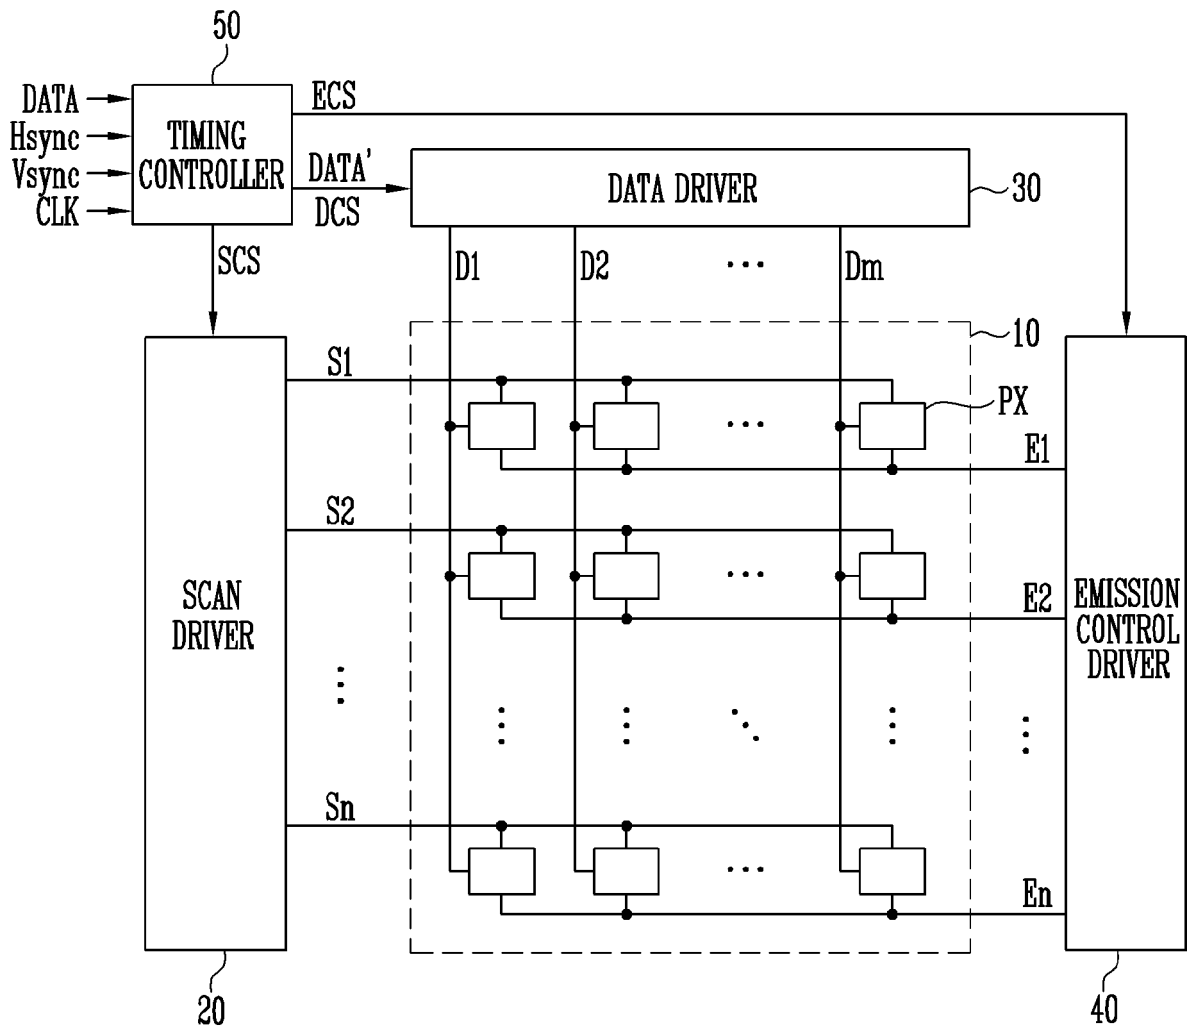 50
DATA
Hsync
Vsync
CLK
TIMING
CONTROLLER
ECS
DATA'
DCS
DATA DRIVER
30
SCS
D1
D2
...
Dm
10
S1
PX
...
E1
S2
...
E2
SCAN
DRIVER
EMISSION
CONTROL
DRIVER
Sn
...
En
20
40